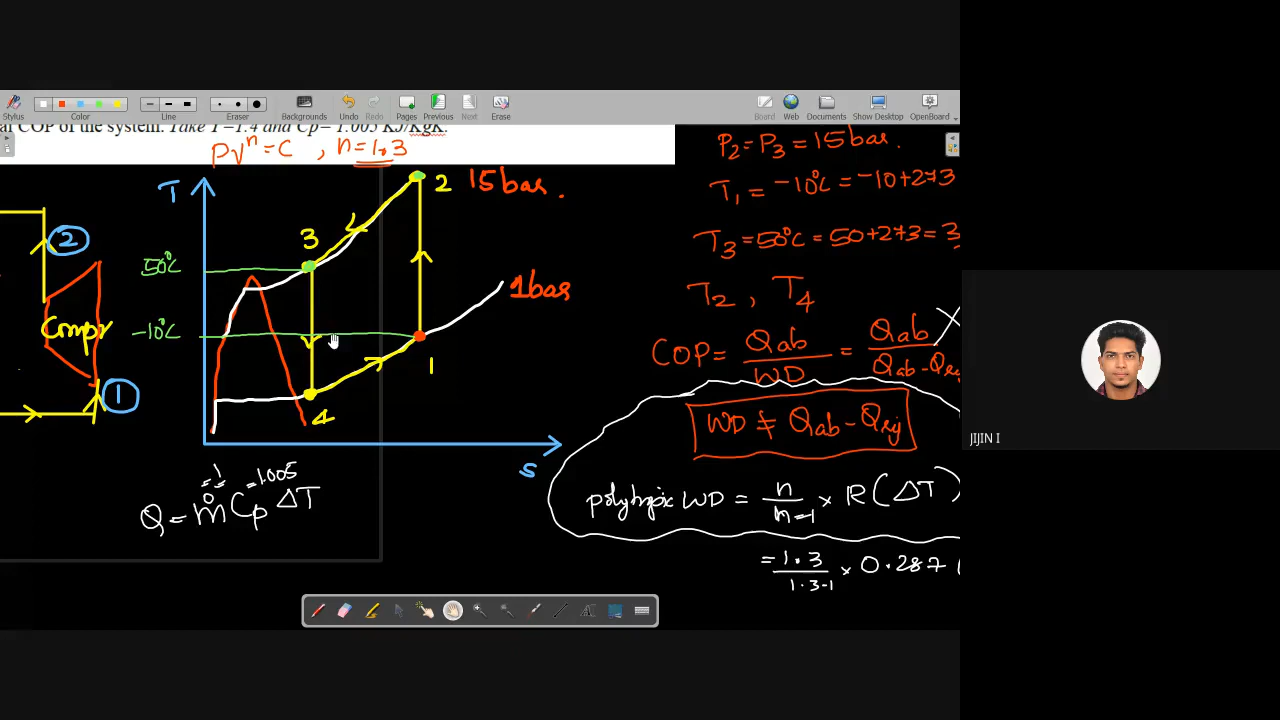 Stylus
Color
Line
Eraser
Backgrounds
Undo
Redo
Pages
Previous
Next
Erase
Board
Web
Documents
Show Desktop
OpenBoard
al COP of the system. Take ϒ=1.4 and Cp= 1.005 KJ/KgK.
PVⁿ = C , n=1.3
T
2 15 bar.
3
50°C
-10°C
1 bar
1
4
S
2
Compr
1
=1 =1.005
Q = ṁ Cp ΔT
P2 = P3 = 15 bar.
T1 = -10°C = -10+273
T3 = 50°C = 50+273 = 3
T2 , T4
COP = Qab / WD = Qab / Qab - Qrej
WD ≠ Qab - Qrej
polytropic WD = n / n-1 × R (ΔT)
= 1.3 / 1.3-1 × 0.287
JIJIN I